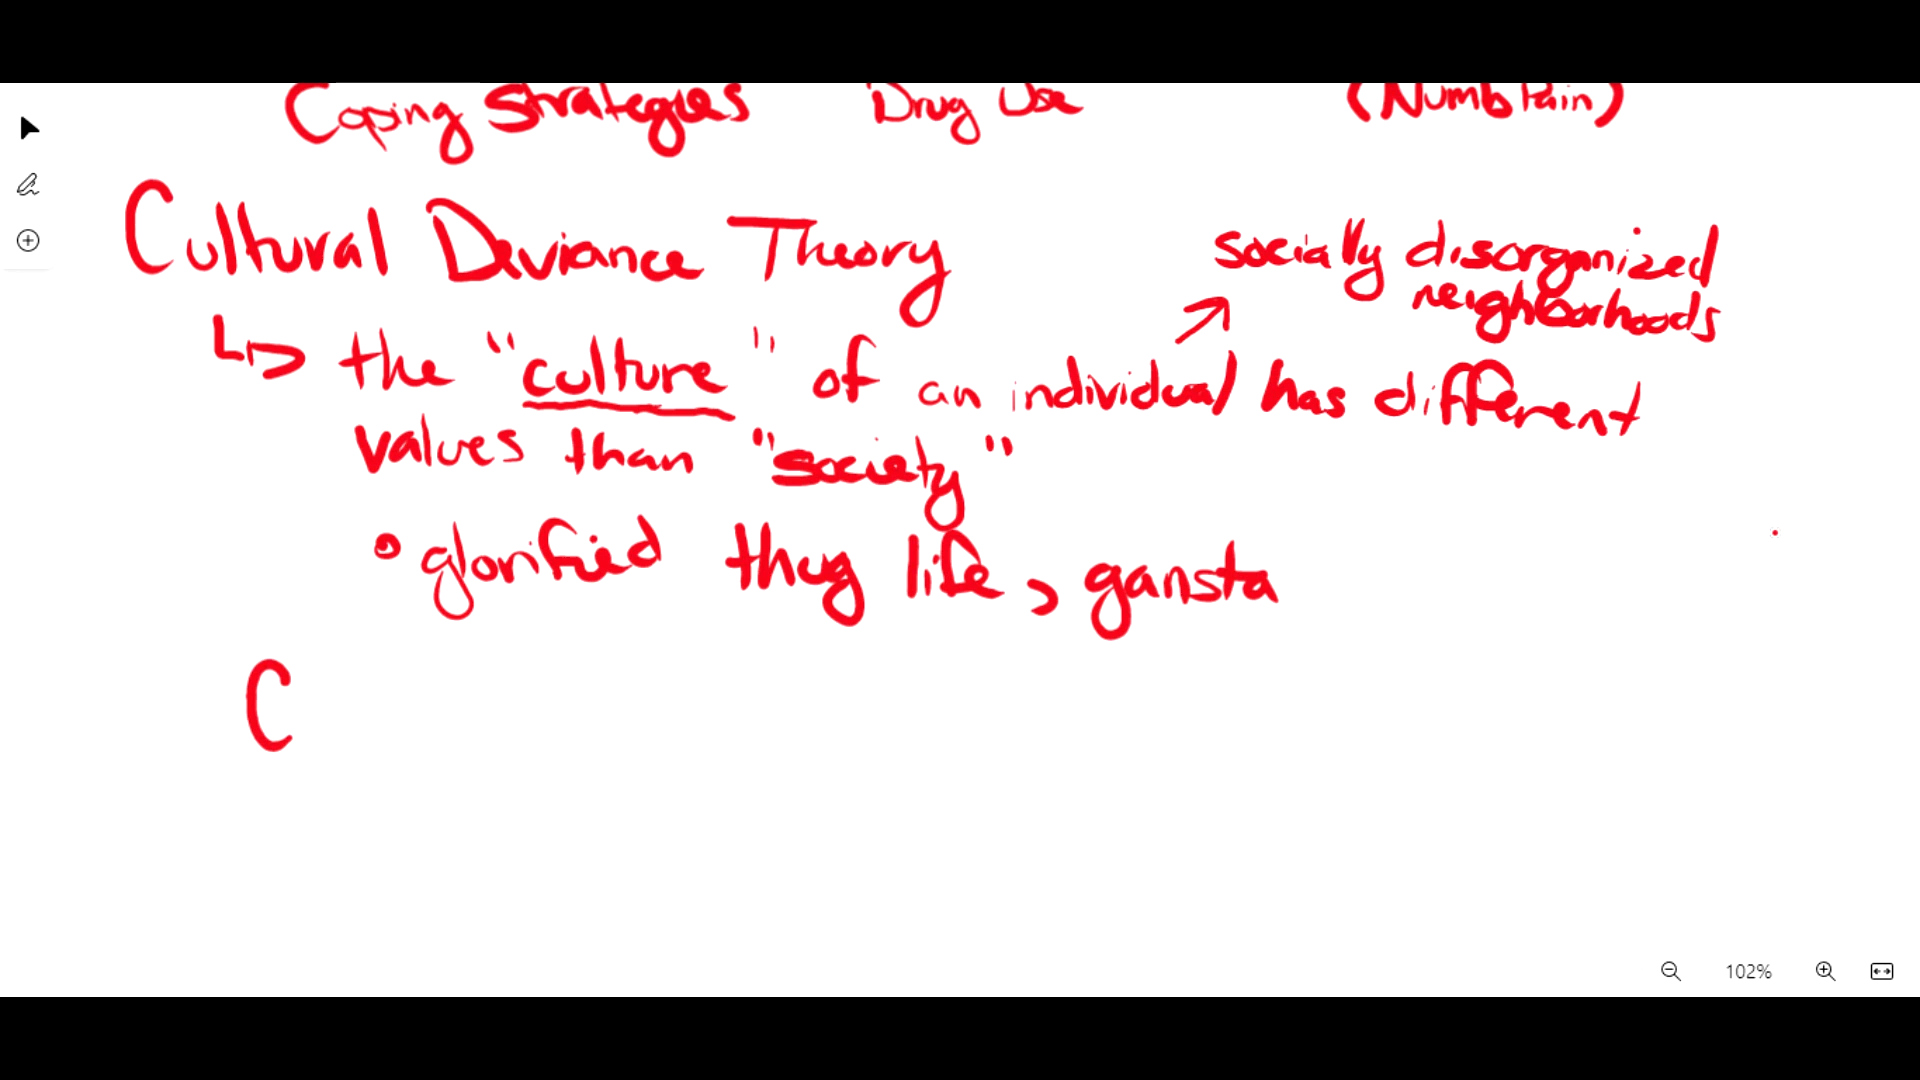 Coping Strategies Drug Use (Numb Pain)
Cultural Deviance Theory
socially disorganized
neighborhoods
↳ the "culture" of an individual has different
values than "society"
• glorified thug life, gansta
C
102%